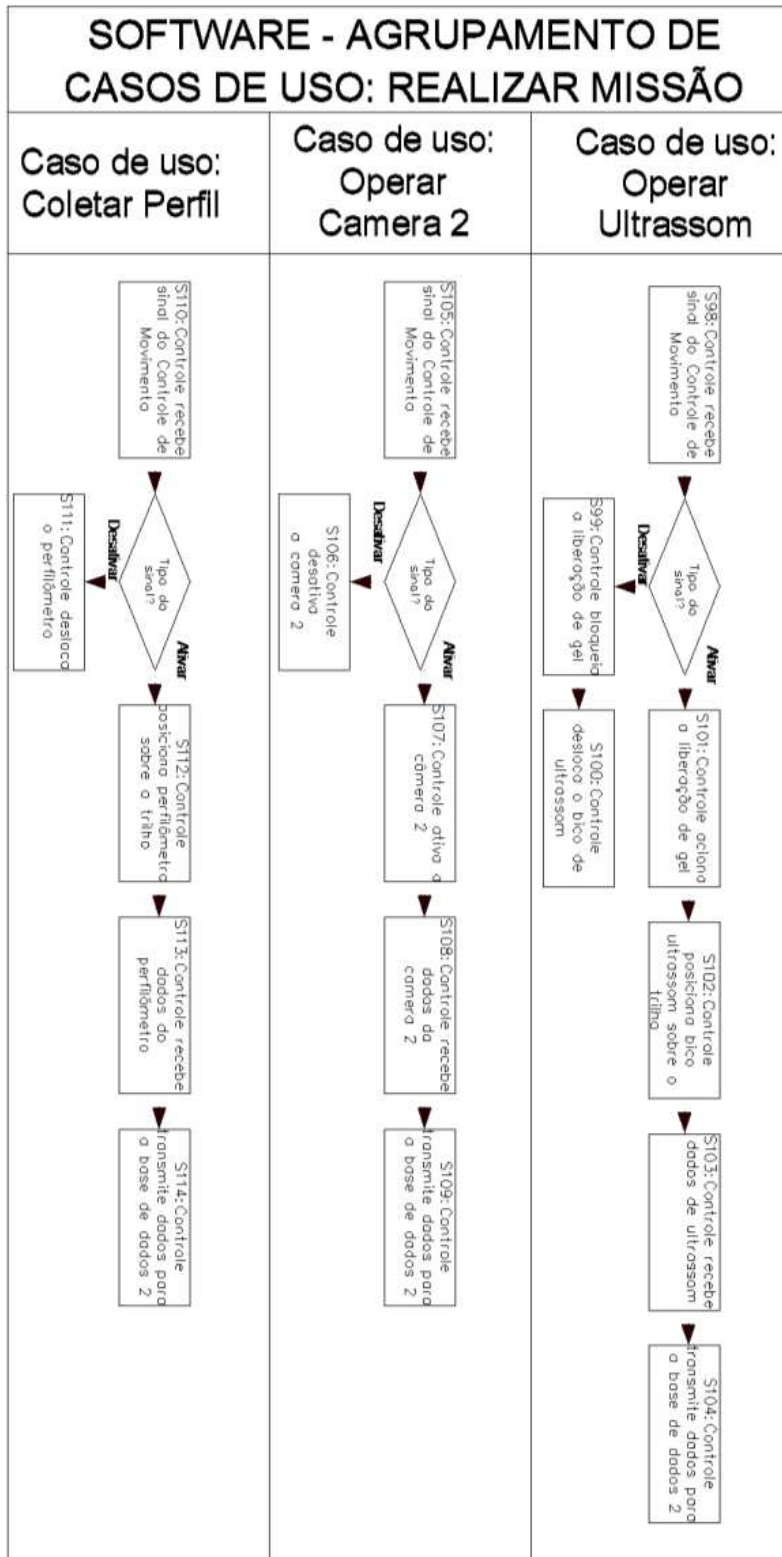 SOFTWARE - AGRUPAMENTO DE
CASOS DE USO: REALIZAR MISSÃO
Caso de uso:
Coletar Perfil
Caso de uso:
Operar
Camera 2
Caso de uso:
Operar
Ultrassom
S110: Controle recebe
sinal do Controle de
Movimento
Tipo do
sinal?
Desativar
Ativar
S111: Controle desloca
o perfilômetro
S112: Controle
posiciona perfilômetro
sobre o trilho
S113: Controle recebe
dados do
perfilômetro
S114: Controle
transmite dados para
a base de dados 2
S105: Controle recebe
sinal do Controle de
Movimento
Tipo do
sinal?
Desativar
Ativar
S106: Controle
desativa
a camera 2
S107: Controle ativa a
câmera 2
S108: Controle recebe
dados da
camera 2
S109: Controle
transmite dados para
a base de dados 2
S98: Controle recebe
sinal do Controle de
Movimento
Tipo do
sinal?
Desativar
Ativar
S99: Controle bloqueia
a liberação de gel
S100: Controle
desloca o bico de
ultrassom
S101: Controle aciona
a liberação de gel
S102: Controle
posiciona bico
ultrassom sobre o
trilho
S103: Controle recebe
dados de ultrassom
S104: Controle
transmite dados para
a base de dados 2